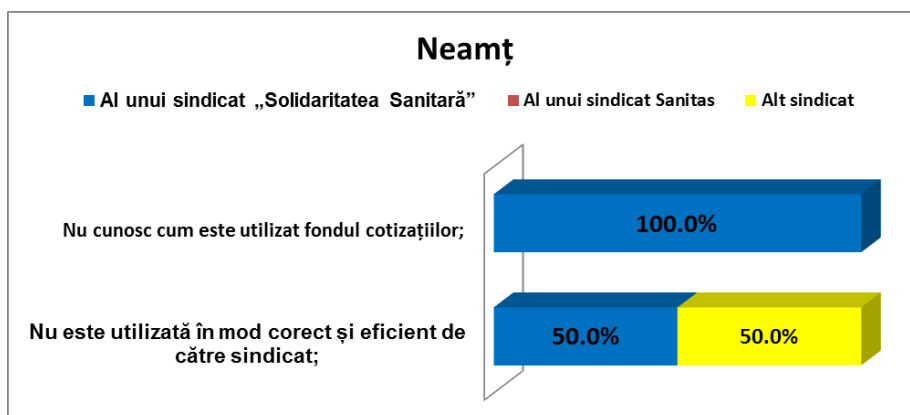 Neamț
Al unui sindicat „Solidaritatea Sanitară” Al unui sindicat Sanitas Alt sindicat
Nu cunosc cum este utilizat fondul cotizațiilor;
100.0%
Nu este utilizată în mod corect și eficient de
către sindicat;
50.0% 50.0%